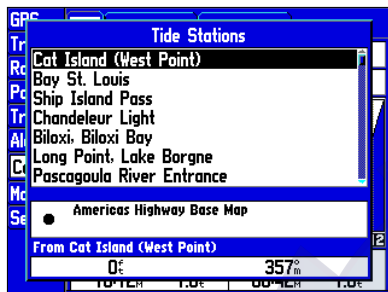 GPS
Tide Stations
Cat Island (West Point)
Bay St. Louis
Ship Island Pass
Chandeleur Light
Biloxi, Biloxi Bay
Long Point, Lake Borgne
Pascagoula River Entrance
Americas Highway Base Map
From Cat Island (West Point)
0ft
357°m